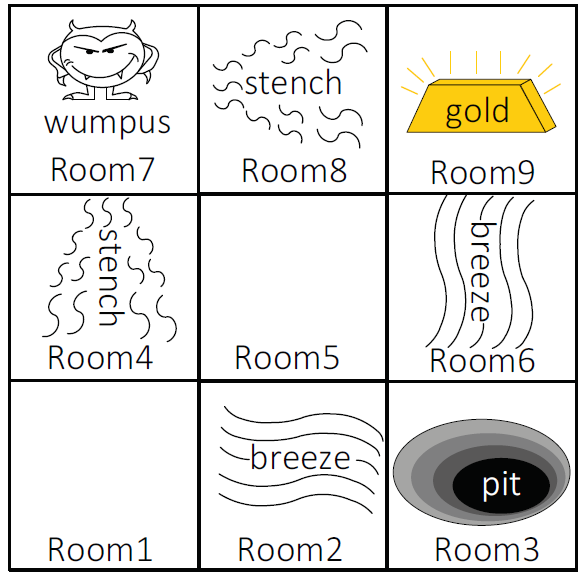 wumpus
Room7
stench
Room8
gold
Room9
stench
Room4
Room5
breeze
Room6
Room1
breeze
Room2
pit
Room3